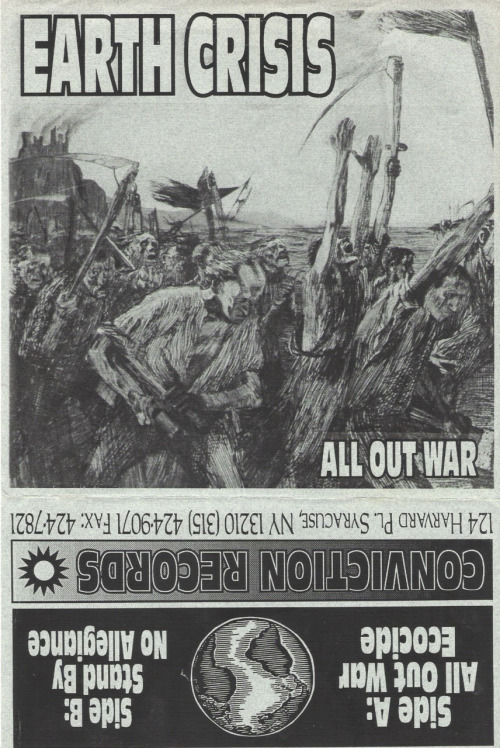 EARTH CRISIS
ALL OUT WAR
124 HARVARD PL. SYRACUSE, NY 13210 (315) 424-9071 FAX: 424-7821
CONVICTION RECORDS
Side A:
All Out War
Ecocide
Side B:
Stand By
No Allegiance